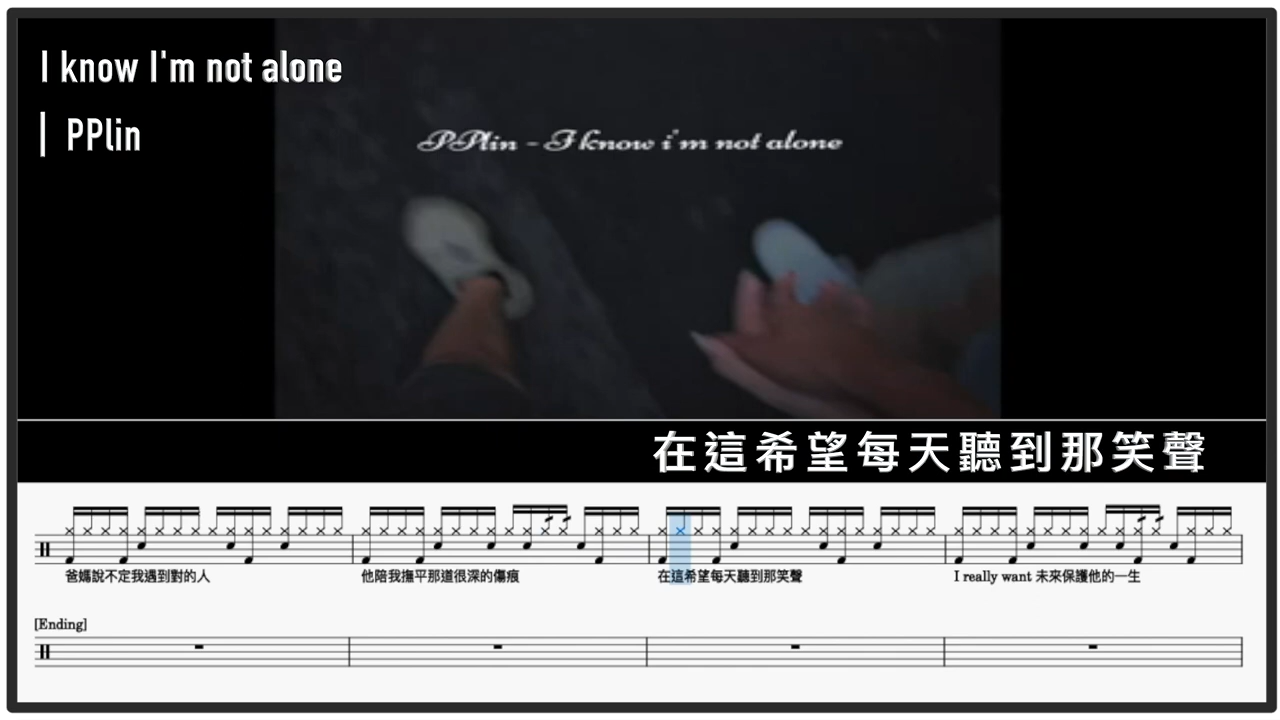 I know I'm not alone
| PPlin
PPlin - I know i'm not alone
在這希望每天聽到那笑聲
爸媽說不定我遇到對的人
他陪我撫平那道很深的傷痕
在這希望每天聽到那笑聲
I really want 未來保護他的一生
[Ending]